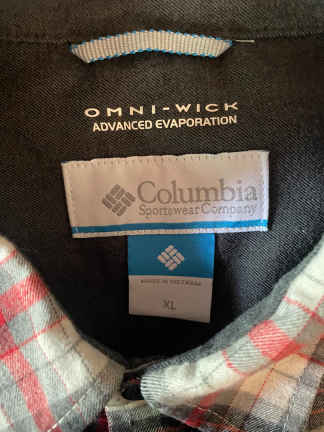 OMNI-WICK
ADVANCED EVAPORATION
Columbia
Sportswear Company
XL